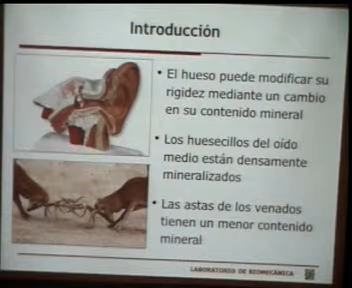 Introducción
• El hueso puede modificar su
rigidez mediante un cambio
en su contenido mineral
• Los huesecillos del oído
medio están densamente
mineralizados
• Las astas de los venados
tienen un menor contenido
mineral
LABORATORIO DE BIOMECÁNICA